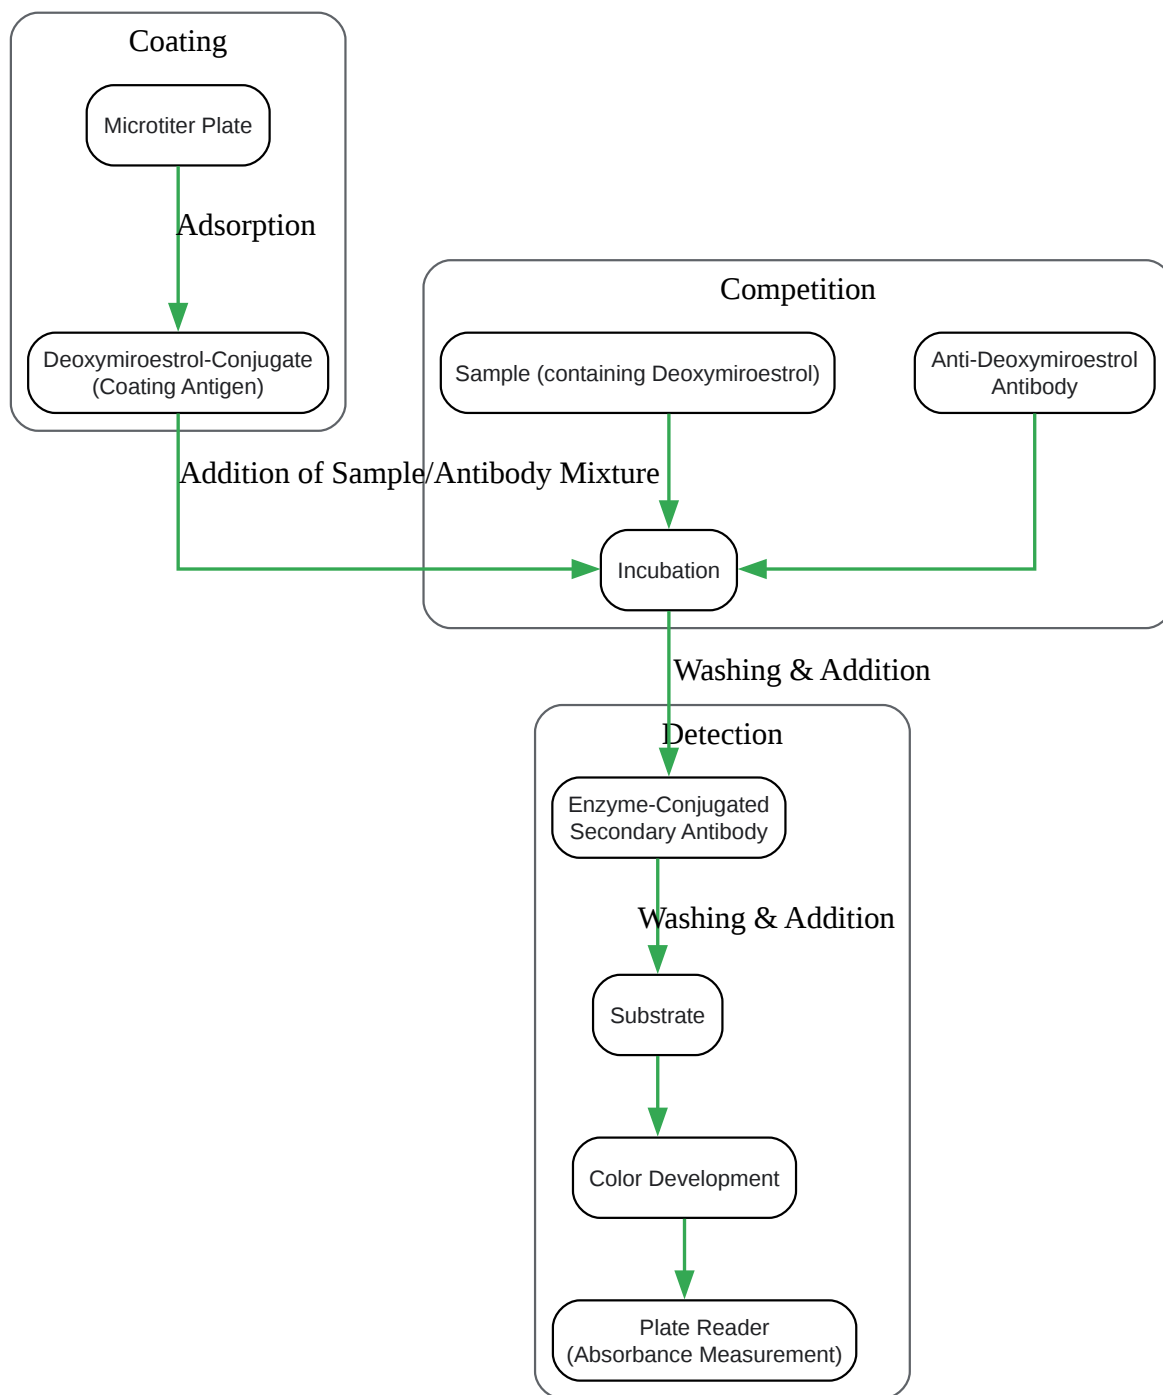 Coating
Microtiter Plate
Adsorption
Deoxymiroestrol-Conjugate
(Coating Antigen)
Competition
Sample (containing Deoxymiroestrol)
Anti-Deoxymiroestrol
Antibody
Addition of Sample/Antibody Mixture
Incubation
Washing & Addition
Detection
Enzyme-Conjugated
Secondary Antibody
Washing & Addition
Substrate
Color Development
Plate Reader
(Absorbance Measurement)